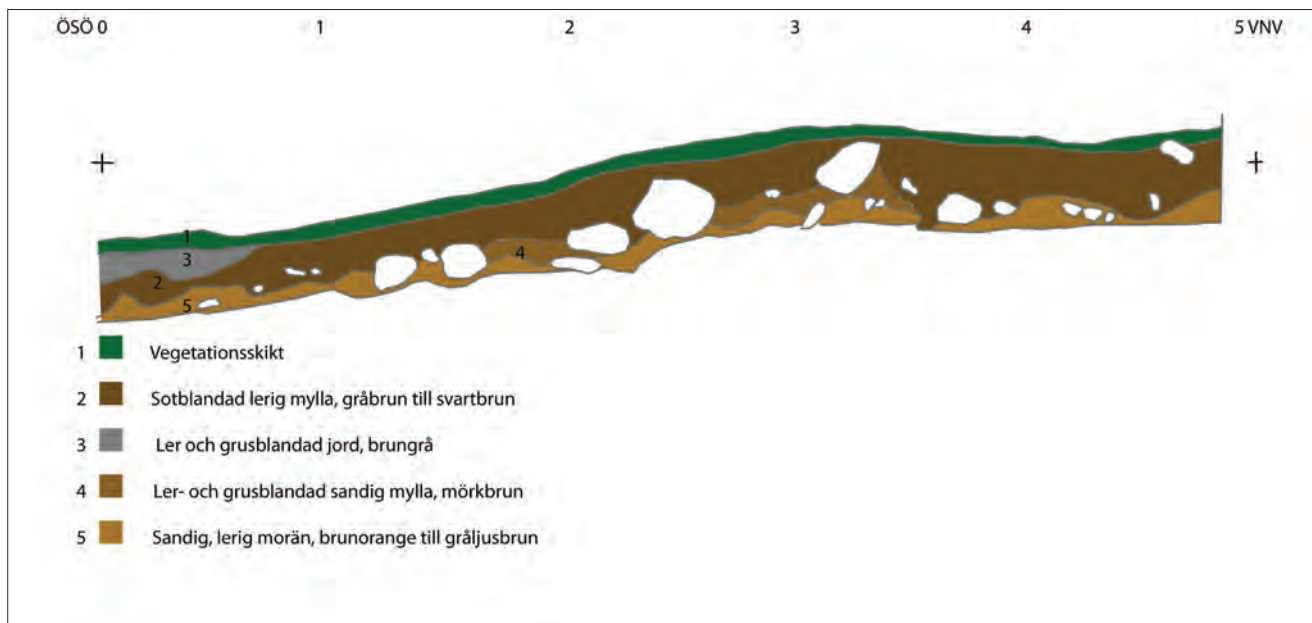 ÖSÖ 0 1 2 3 4 5 VNV
1
3
4
2
5
1 Vegetationsskikt
2 Sotblandad lerig mylla, gråbrun till svartbrun
3 Ler och grusblandad jord, brungrå
4 Ler- och grusblandad sandig mylla, mörkbrun
5 Sandig, lerig morän, brunorange till gråljusbrun